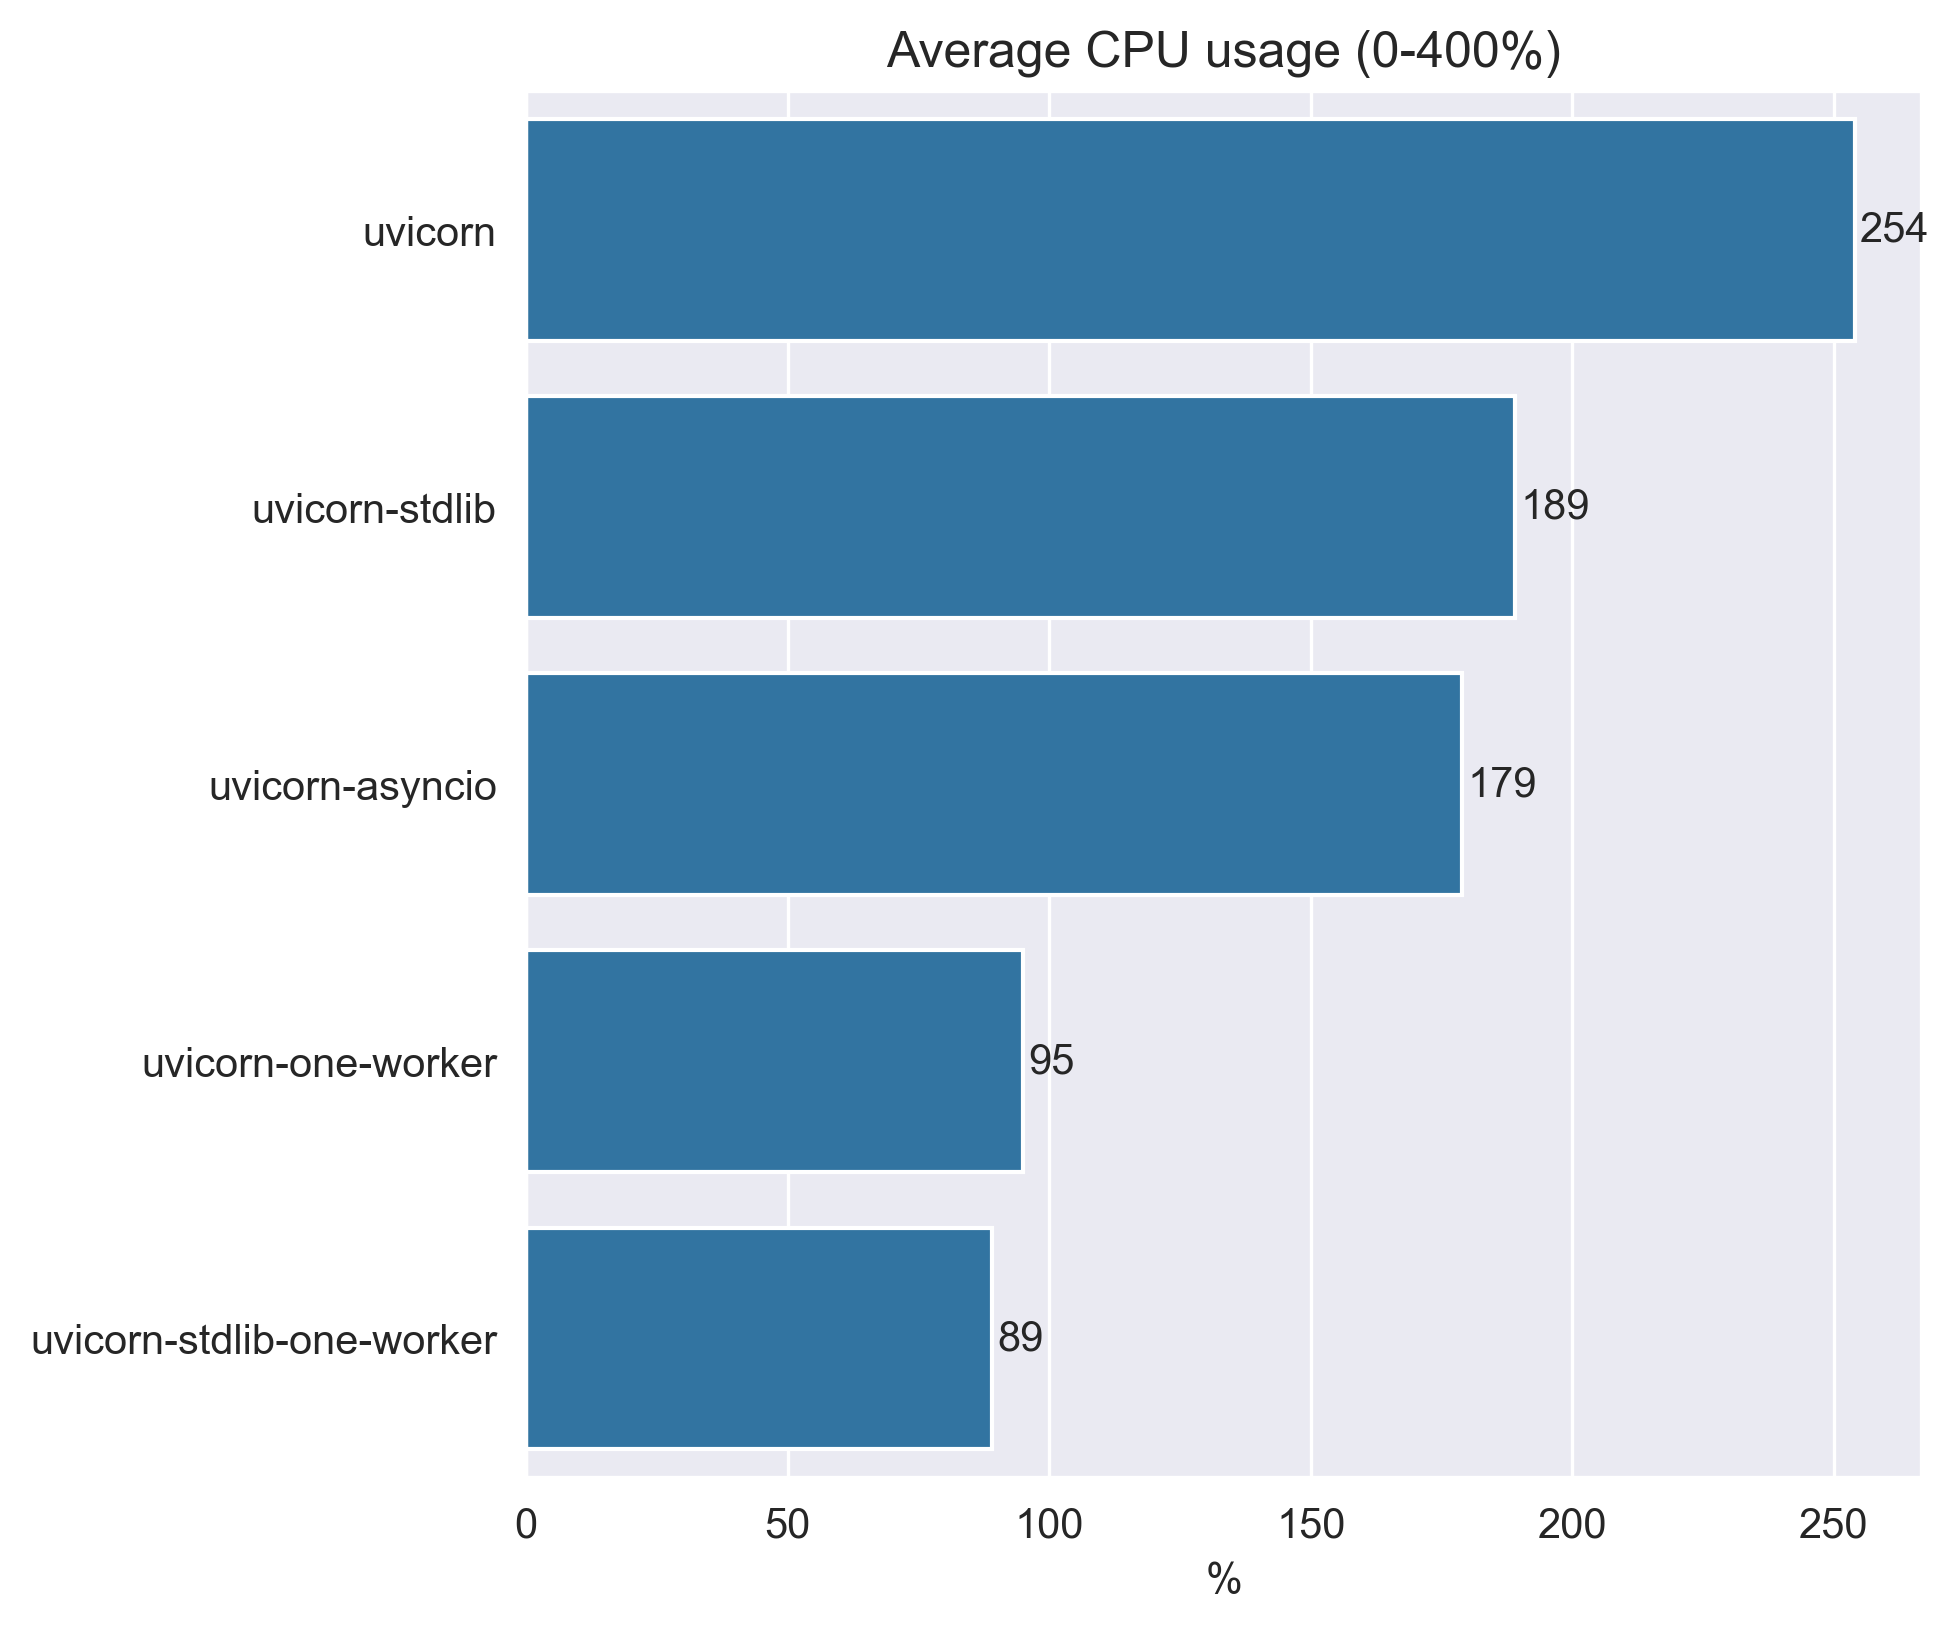 Average CPU usage (0-400%)
uvicorn
254
uvicorn-stdlib
189
uvicorn-asyncio
179
uvicorn-one-worker
95
uvicorn-stdlib-one-worker
89
0 50 100 150 200 250
%